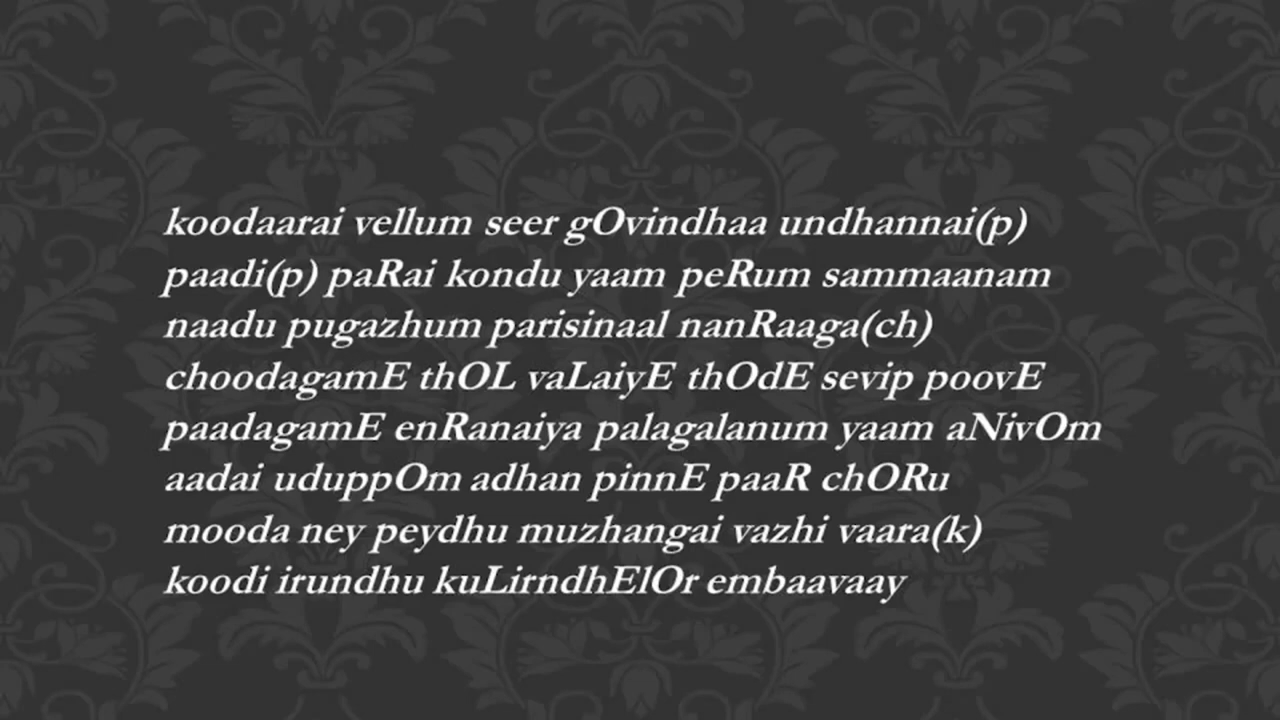 koodaarai vellum seer gOvindhaa undhannai(p)
paadi(p) paRai kondu yaam peRum sammaanam
naadu pugazhum parisinaal nanRaaga(ch)
choodagamE thOL vaLaiyE thOdE sevip poovE
paadagamE enRanaiya palagalanum yaam aNivOm
aadai uduppOm adhan pinnE paaR chORu
mooda ney peydhu muzhangai vazhi vaara(k)
koodi irundhu kuLirndhElOr embaavaay